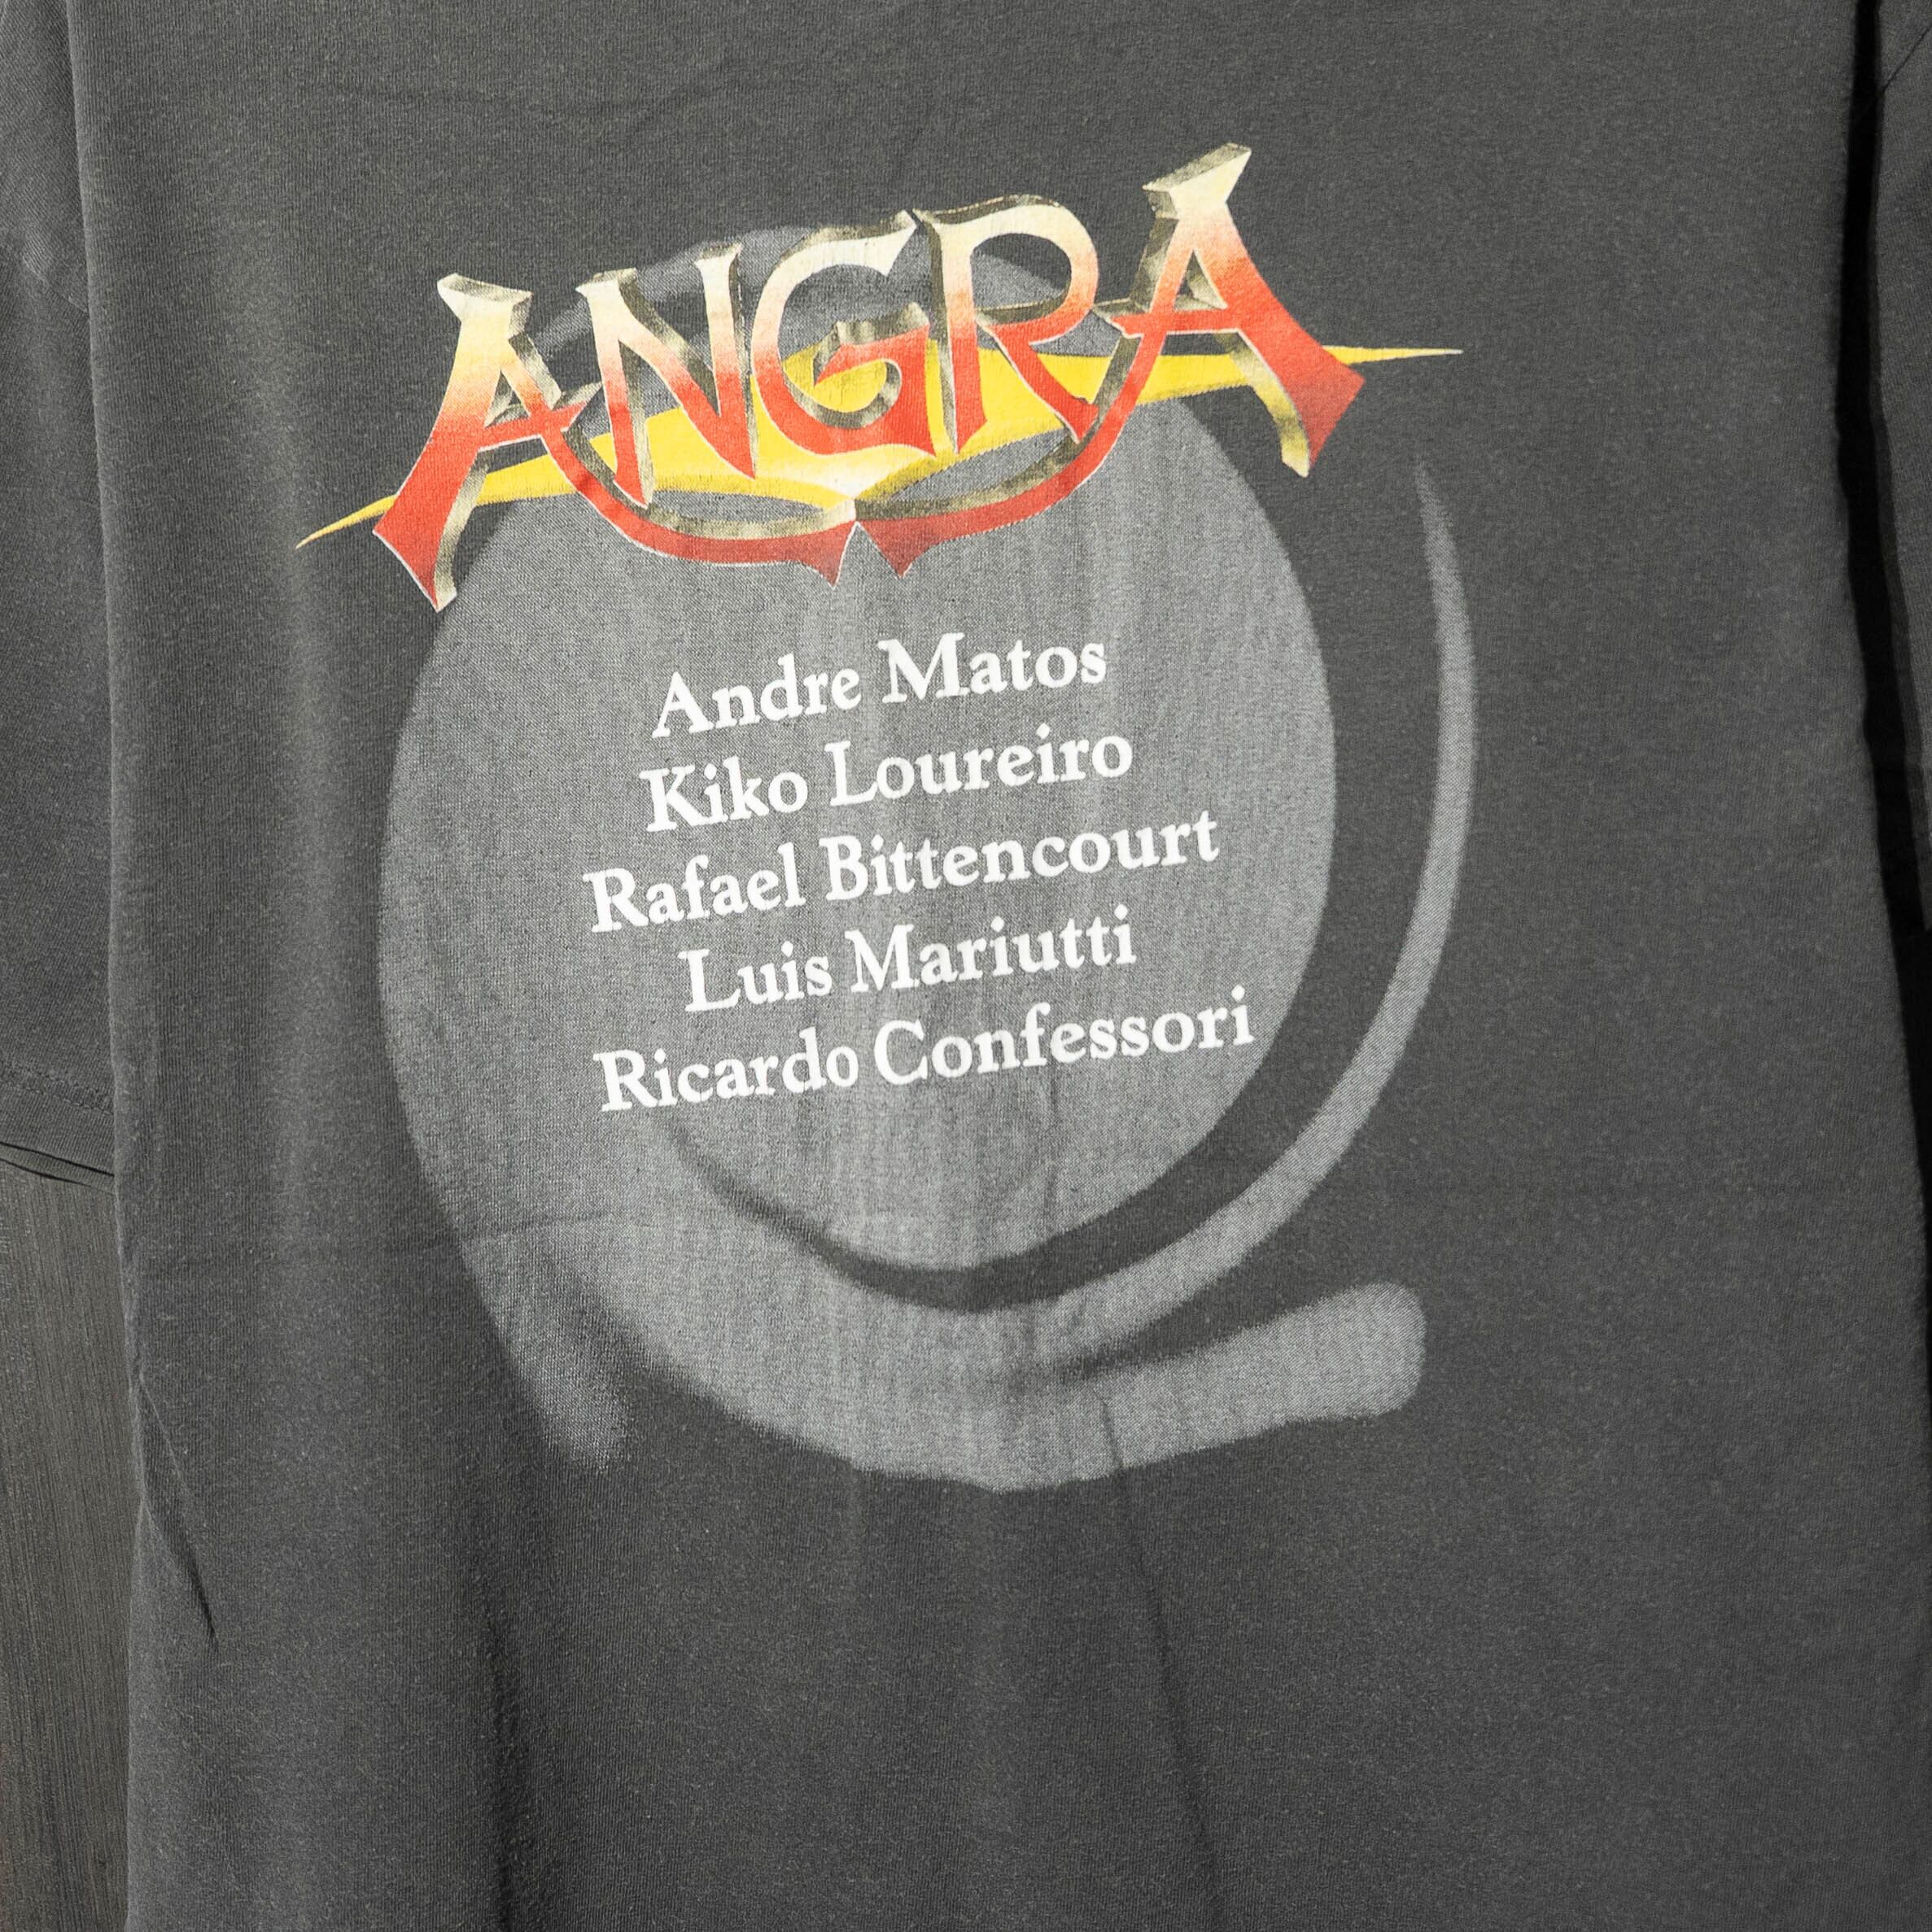 ANGRA
Andre Matos
Kiko Loureiro
Rafael Bittencourt
Luis Mariutti
Ricardo Confessori